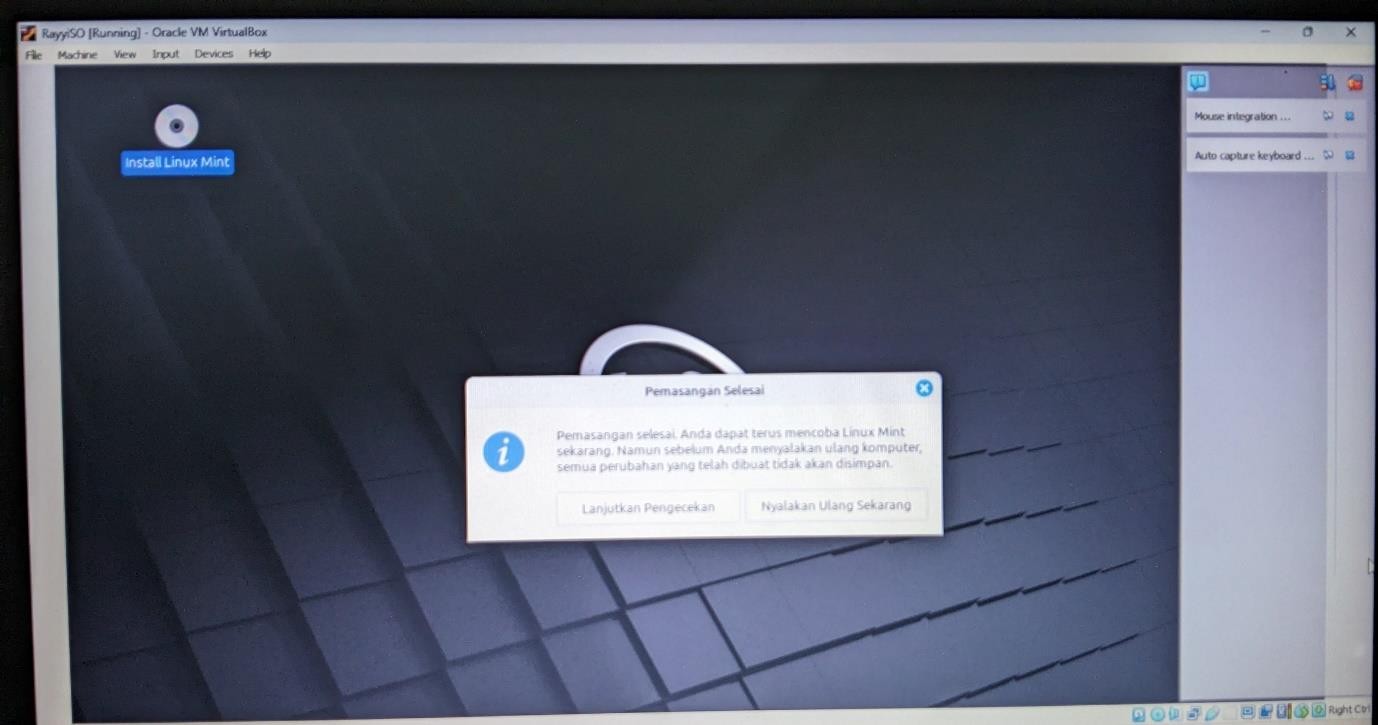 RayyiSO [Running] - Oracle VM VirtualBox
File Machine View Input Devices Help
Install Linux Mint
Mouse integration ...
Auto capture keyboard ...
Pemasangan Selesai
Pemasangan selesai. Anda dapat terus mencoba Linux Mint
sekarang. Namun sebelum Anda menyalakan ulang komputer,
semua perubahan yang telah dibuat tidak akan disimpan.
Lanjutkan Pengecekan
Nyalakan Ulang Sekarang
Right Ctrl